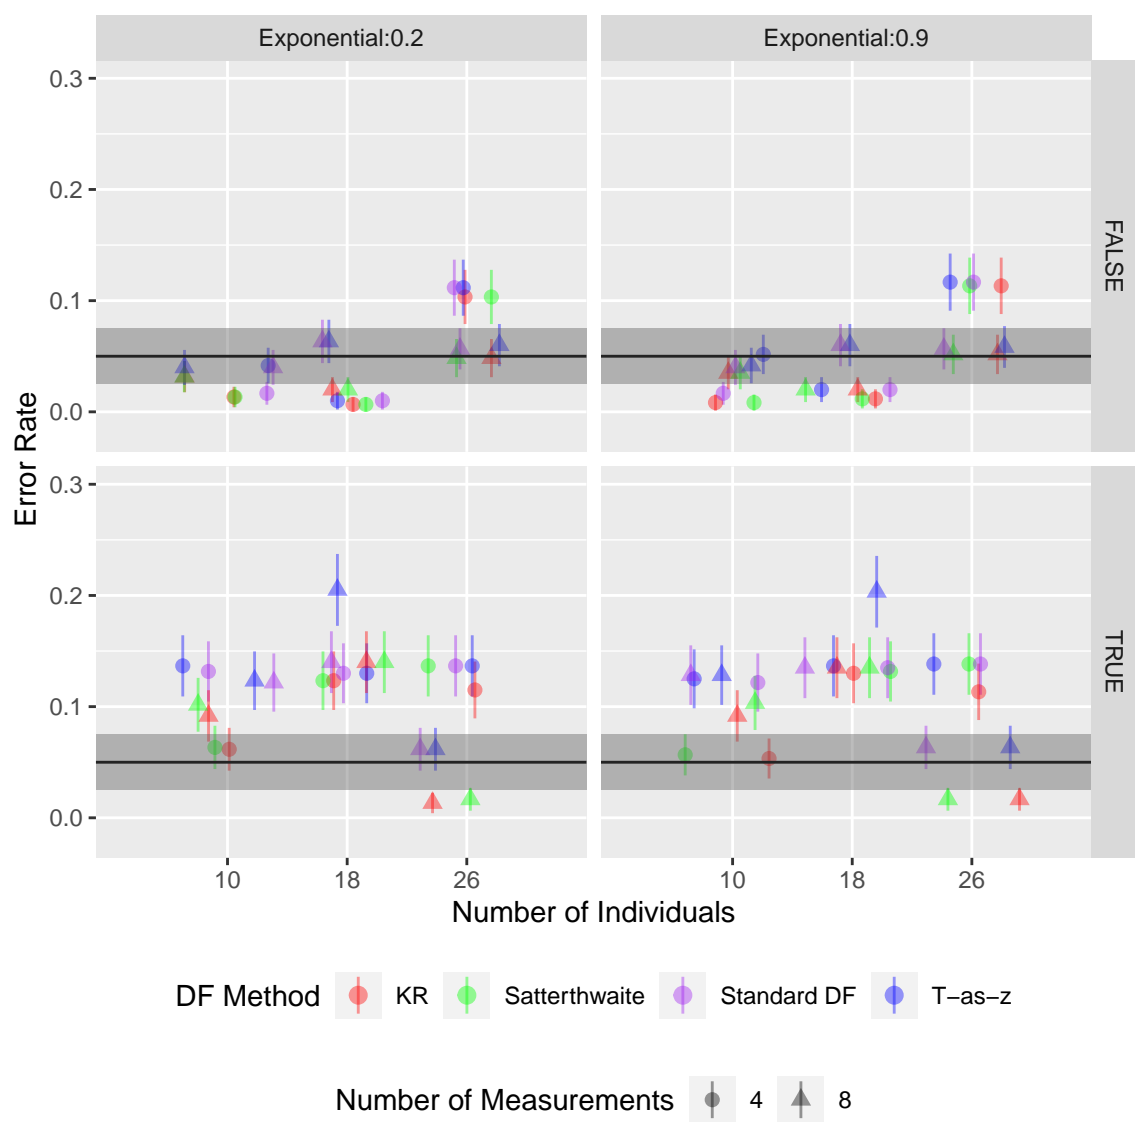 Exponential:0.2
Exponential:0.9
0.3
0.2
0.1
0.0
FALSE
Error Rate
0.3
0.2
0.1
0.0
TRUE
10 18 26 10 18 26
Number of Individuals
DF Method KR Satterthwaite Standard DF T−as−z
Number of Measurements 4 8